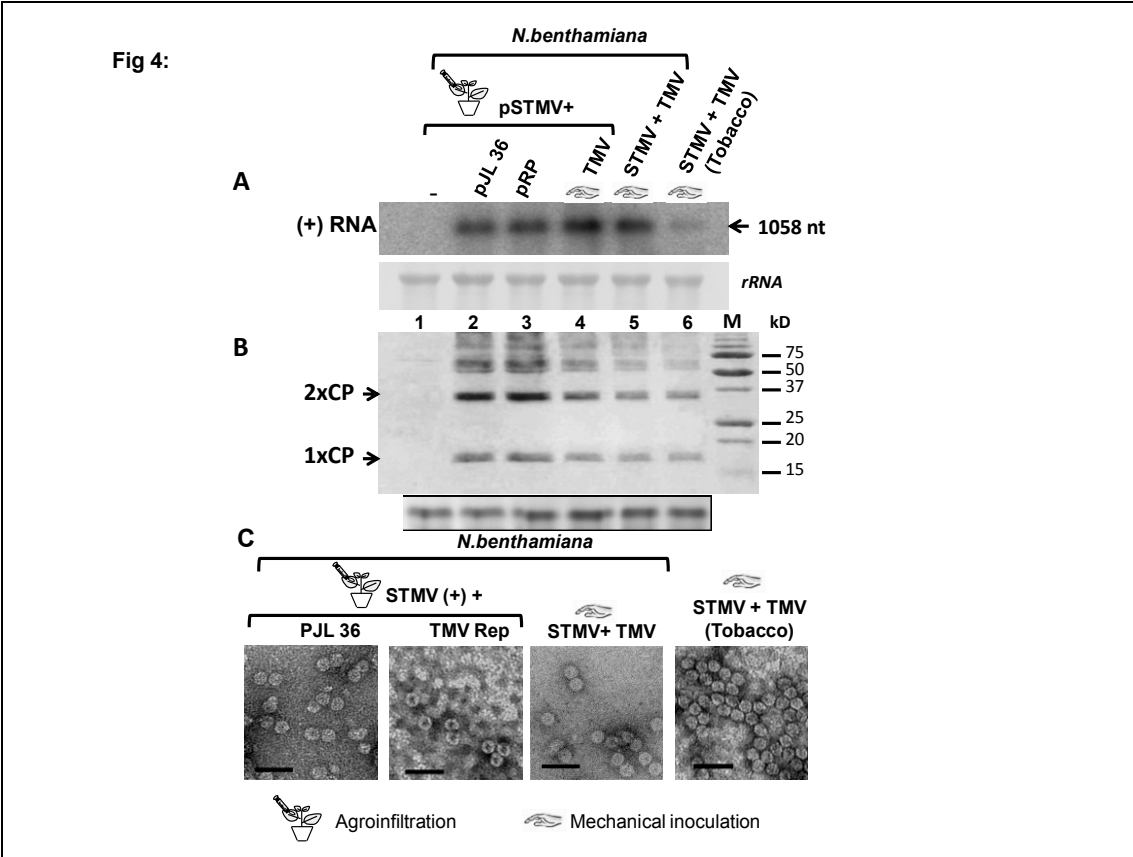 Fig 4:
N.benthamiana
pSTMV+
pJL 36
pRP
TMV
STMV + TMV
STMV + TMV
(Tobacco)
A
-
(+) RNA
1058 nt
rRNA
1 2 3 4 5 6 M kD
B
75
50
37
2xCP
25
20
1xCP
15
C
N.benthamiana
STMV (+) +
PJL 36
TMV Rep
STMV+ TMV
STMV + TMV
(Tobacco)
Agroinfiltration
Mechanical inoculation